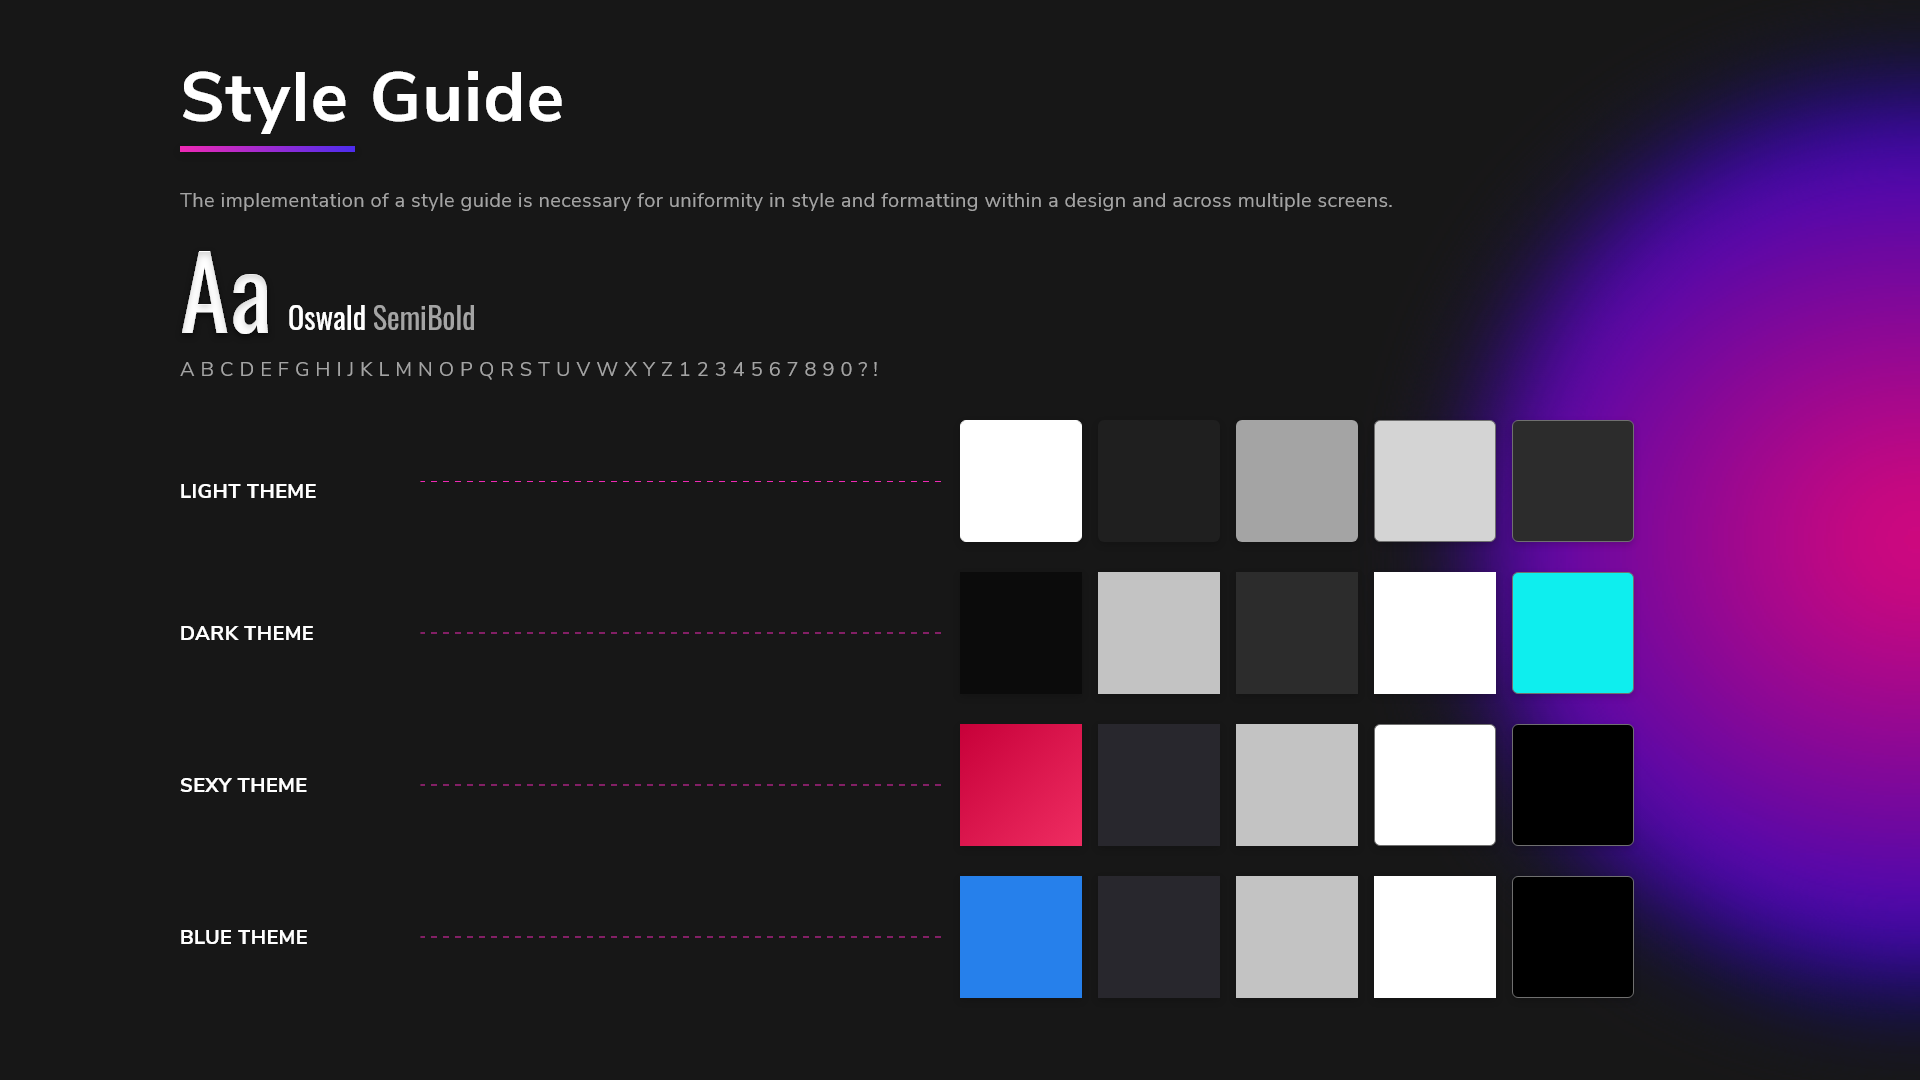 Style Guide
The implementation of a style guide is necessary for uniformity in style and formatting within a design and across multiple screens.
Aa Oswald SemiBold
A B C D E F G H I J K L M N O P Q R S T U V W X Y Z 1 2 3 4 5 6 7 8 9 0 ? !
LIGHT THEME
DARK THEME
SEXY THEME
BLUE THEME